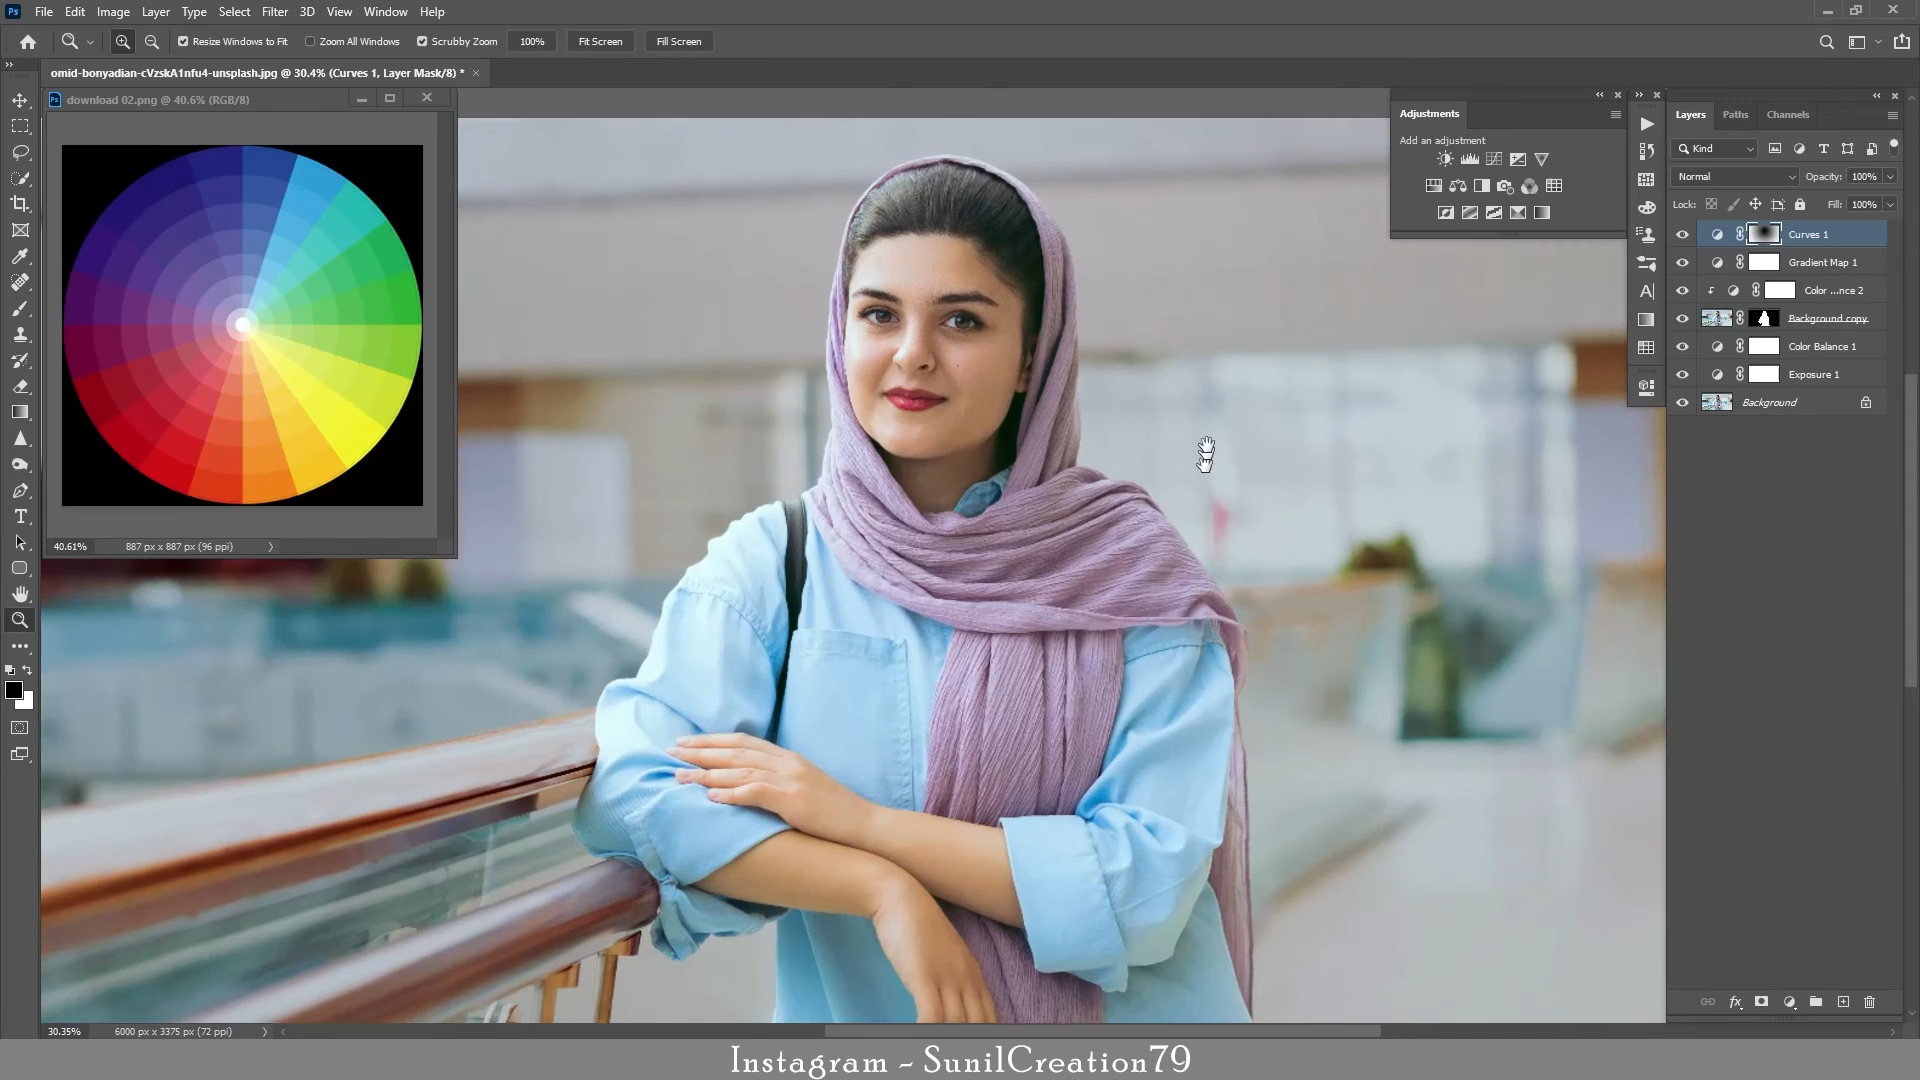 Ps File Edit Image Layer Type Select Filter 3D View Window Help
Resize Windows to Fit Zoom All Windows Scrubby Zoom 100% Fit Screen Fill Screen
omid-bonyadian-cVzskA1nfu4-unsplash.jpg @ 30.4% (Curves 1, Layer Mask/8) *
Ps download 02.png @ 40.6% (RGB/8)
40.61% 887 px x 887 px (96 ppi)
Adjustments
Add an adjustment
Layers Paths Channels
Kind
Normal Opacity: 100%
Lock: Fill: 100%
Curves 1
Gradient Map 1
Color ...nce 2
Background copy
Color Balance 1
Exposure 1
Background
30.35% 6000 px x 3375 px (72 ppi)
Instagram - SunilCreation79